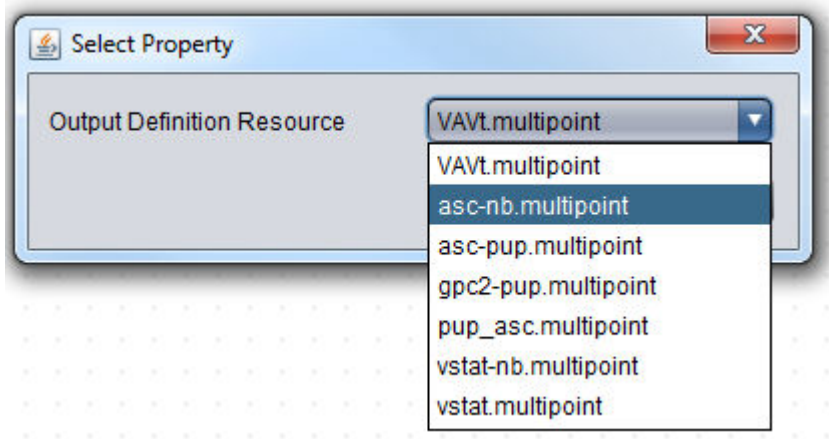 Select Property
Output Definition Resource VAVt.multipoint
VAVt.multipoint
asc-nb.multipoint
asc-pup.multipoint
gpc2-pup.multipoint
pup_asc.multipoint
vstat-nb.multipoint
vstat.multipoint